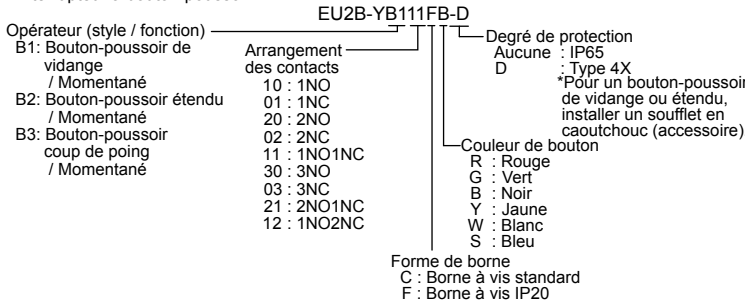 EU2B-YB111FB-D
Opérateur (style / fonction)
B1: Bouton-poussoir de
vidange
/ Momentané
B2: Bouton-poussoir étendu
/ Momentané
B3: Bouton-poussoir
coup de poing
/ Momentané
Arrangement
des contacts
10 : 1NO
01 : 1NC
20 : 2NO
02 : 2NC
11 : 1NO1NC
30 : 3NO
03 : 3NC
21 : 2NO1NC
12 : 1NO2NC
Degré de protection
Aucune : IP65
D : Type 4X
*Pour un bouton-poussoir
de vidange ou étendu,
installer un soufflet en
caoutchouc (accessoire)
Couleur de bouton
R : Rouge
G : Vert
B : Noir
Y : Jaune
W : Blanc
S : Bleu
Forme de borne
C : Borne à vis standard
F : Borne à vis IP20